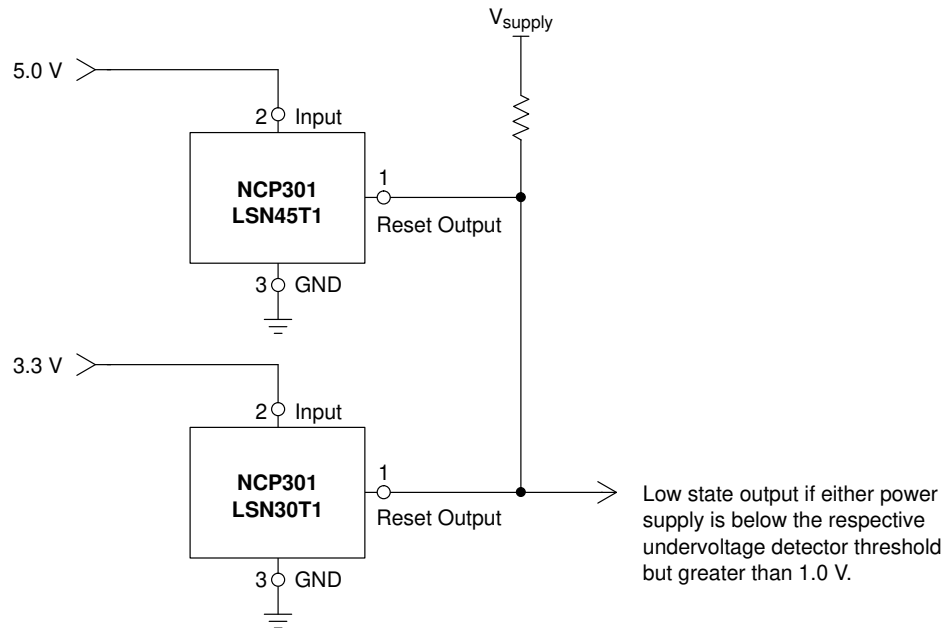 Vsupply
5.0 V
2 Input
NCP301
LSN45T1
1
Reset Output
3 GND
3.3 V
2 Input
NCP301
LSN30T1
1
Reset Output
3 GND
Low state output if either power
supply is below the respective
undervoltage detector threshold
but greater than 1.0 V.